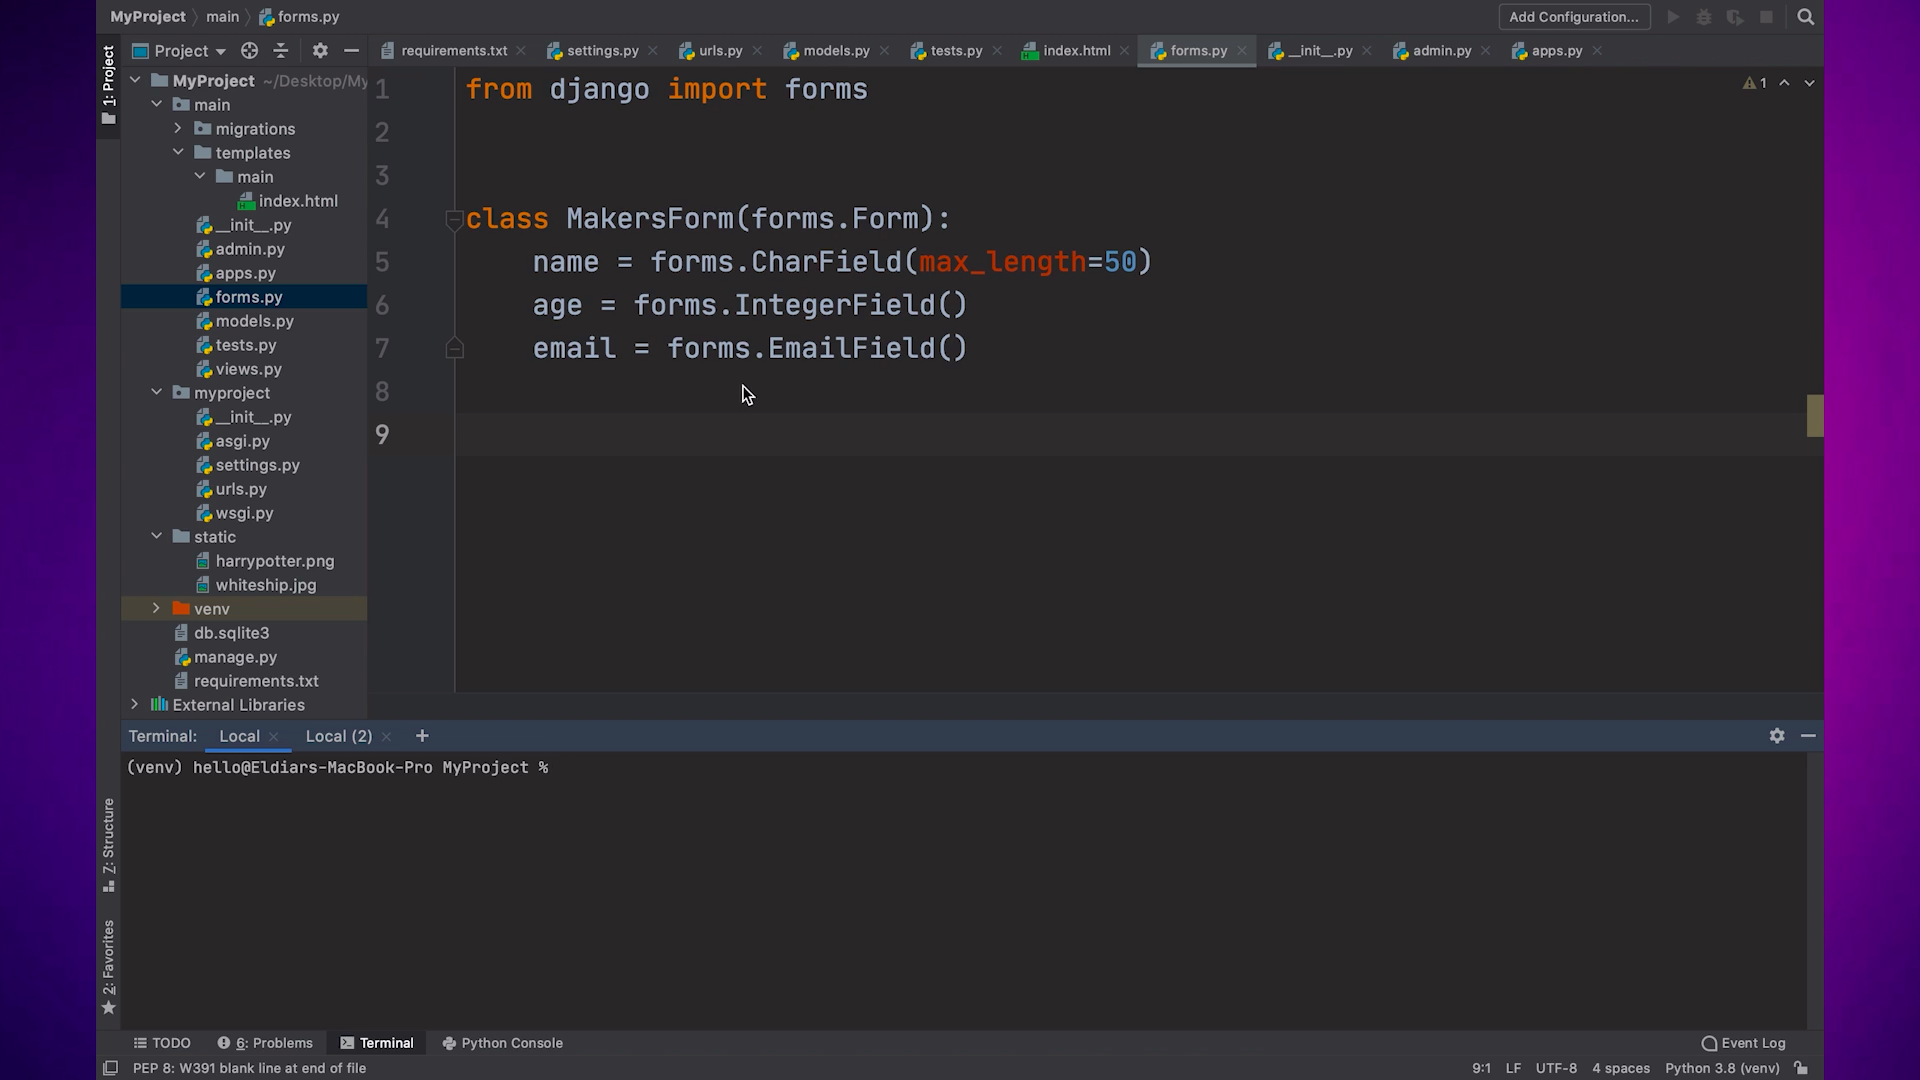 MyProject main forms.py Add Configuration...
1: Project
Project
requirements.txt settings.py urls.py models.py tests.py index.html forms.py __init__.py admin.py apps.py
MyProject ~/Desktop/My
main
migrations
templates
main
index.html
__init__.py
admin.py
apps.py
forms.py
models.py
tests.py
views.py
myproject
__init__.py
asgi.py
settings.py
urls.py
wsgi.py
static
harrypotter.png
whiteship.jpg
venv
db.sqlite3
manage.py
requirements.txt
External Libraries
1 from django import forms
2
3
4 class MakersForm(forms.Form):
5 name = forms.CharField(max_length=50)
6 age = forms.IntegerField()
7 email = forms.EmailField()
8
9
1
Terminal: Local Local (2) +
(venv) hello@Eldiars-MacBook-Pro MyProject %
Z: Structure
2: Favorites
TODO 6: Problems Terminal Python Console Event Log
PEP 8: W391 blank line at end of file 9:1 LF UTF-8 4 spaces Python 3.8 (venv)